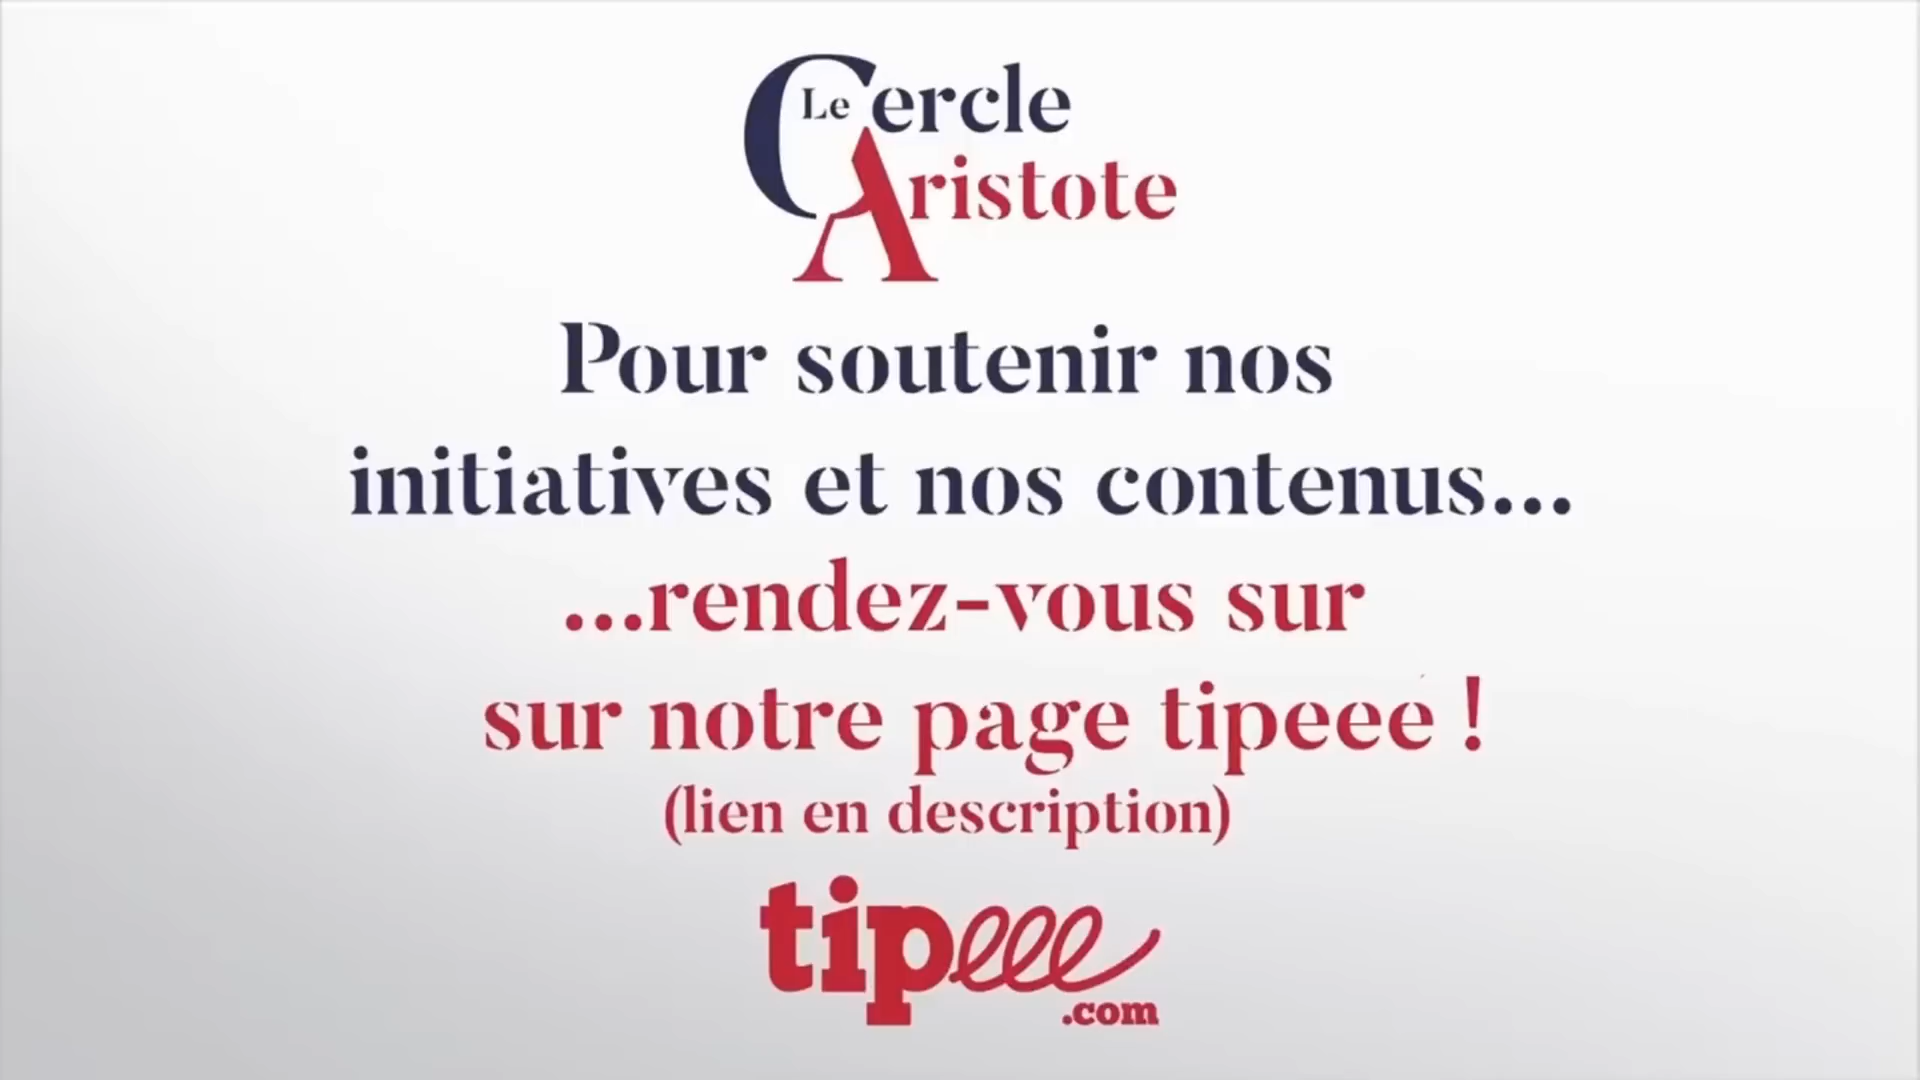 Le Cercle
Aristote
Pour soutenir nos
initiatives et nos contenus...
...rendez-vous sur
sur notre page tipeee !
(lien en description)
tipeee
.com